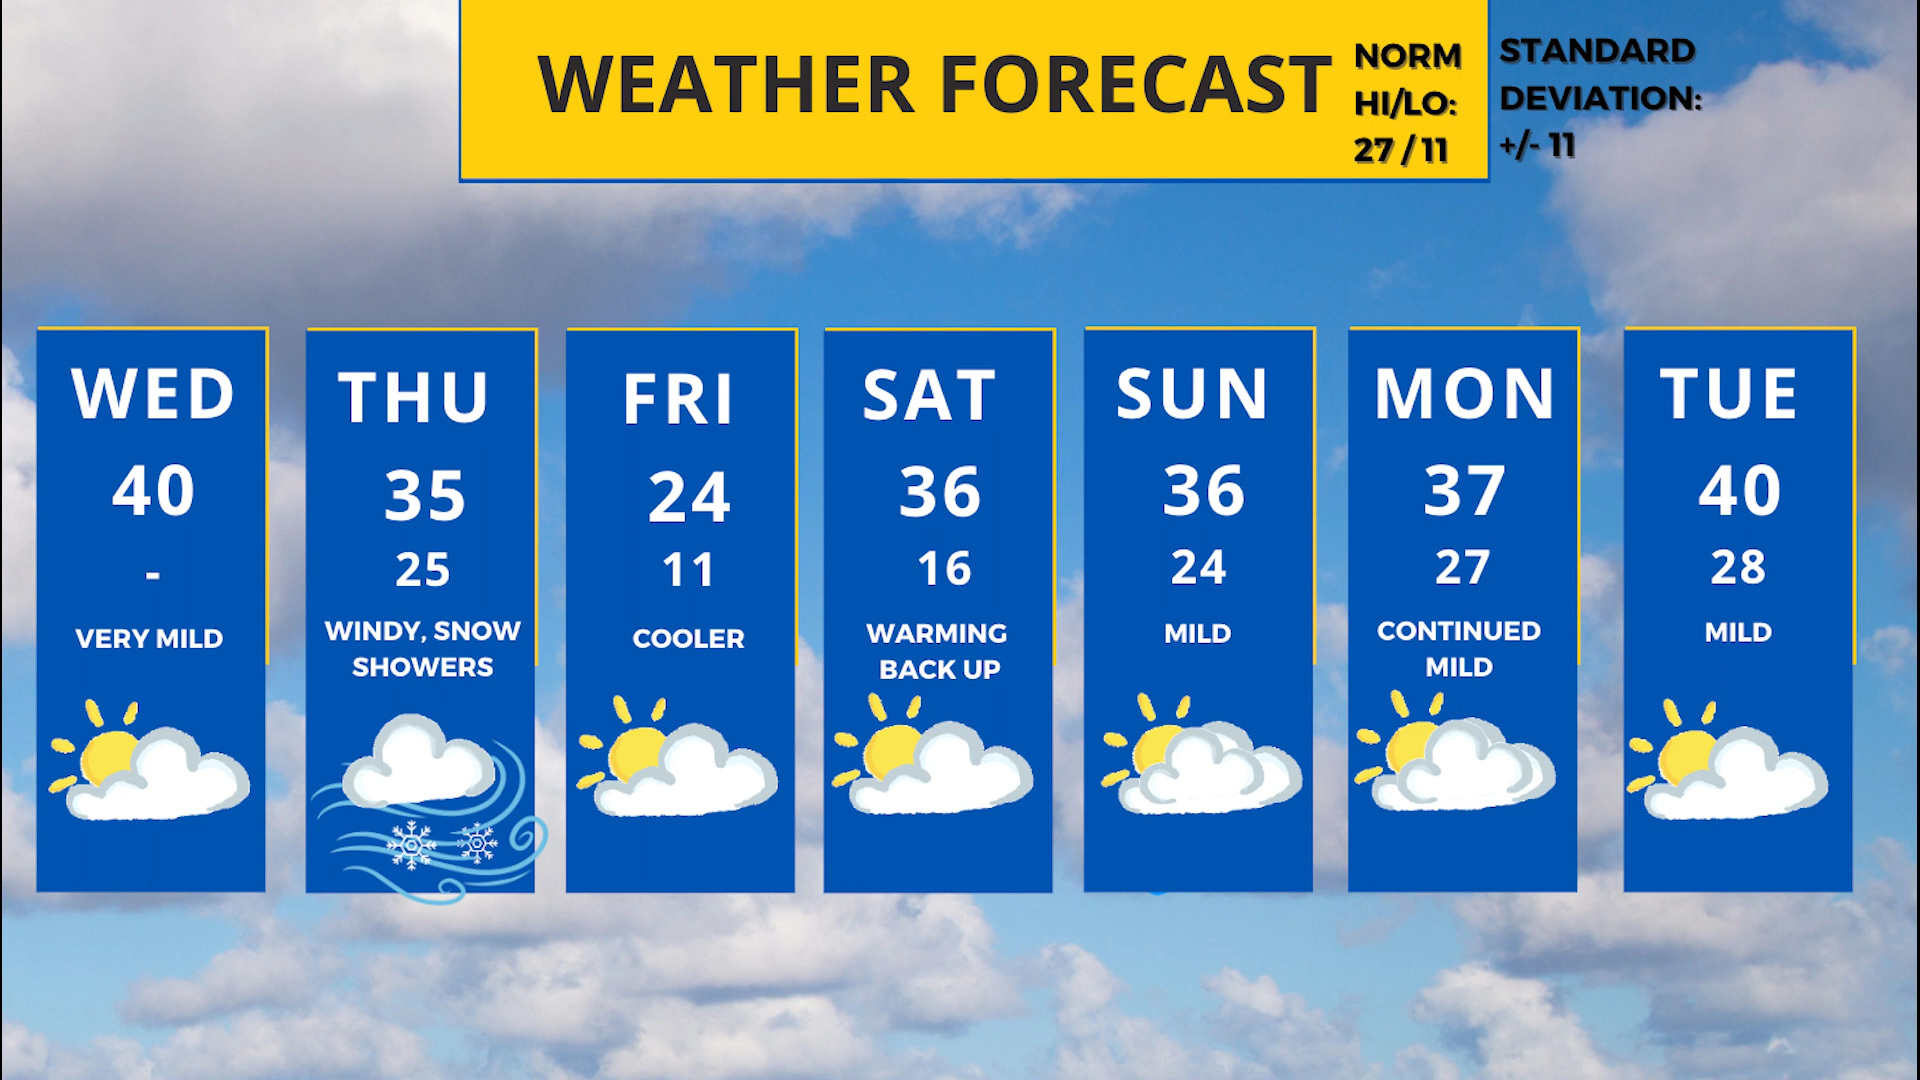 WEATHER FORECAST
NORM
HI/LO:
27 / 11
STANDARD
DEVIATION:
+/- 11
WED
40
-
VERY MILD
THU
35
25
WINDY, SNOW
SHOWERS
FRI
24
11
COOLER
SAT
36
16
WARMING
BACK UP
SUN
36
24
MILD
MON
37
27
CONTINUED
MILD
TUE
40
28
MILD